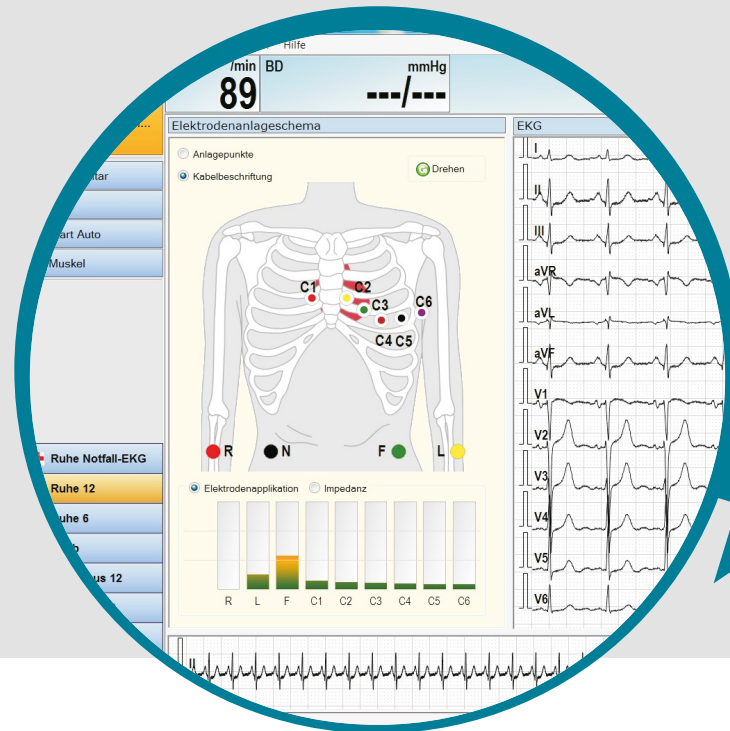 Hilfe
/min BD mmHg
89 ---/---
Elektrodenanlageschema
EKG
Anlagepunkte
Kabelbeschriftung
Drehen
art Auto
Muskel
C1 C2
C3 C6
C4 C5
R N F L
Elektrodenapplikation Impedanz
R L F C1 C2 C3 C4 C5 C6
Ruhe Notfall-EKG
Ruhe 12
uhe 6
us 12
I
II
III
aVR
aVL
aVF
V1
V2
V3
V4
V5
V6
II